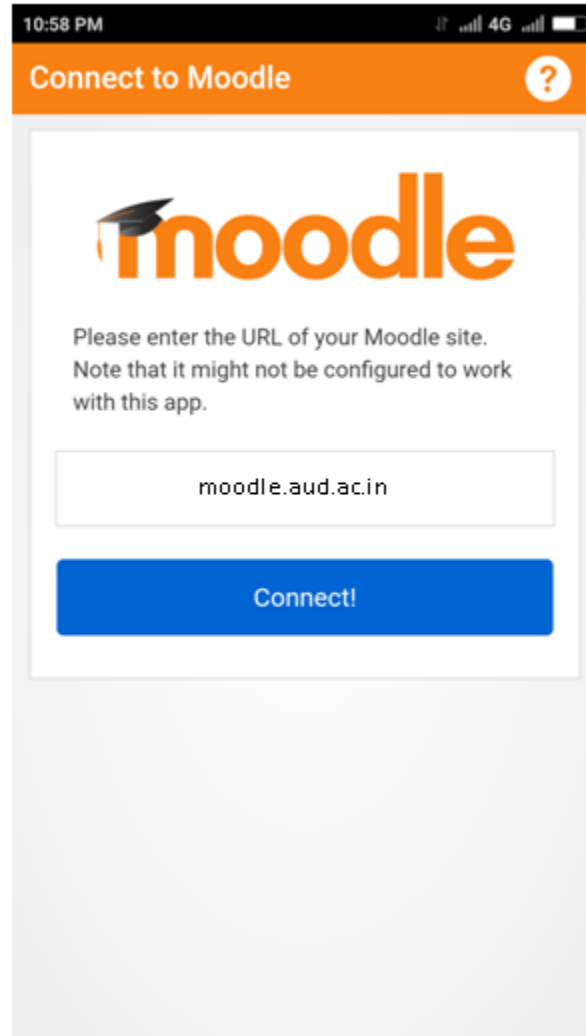 10:58 PM 4G
Connect to Moodle ?
moodle
Please enter the URL of your Moodle site.
Note that it might not be configured to work
with this app.
moodle.aud.ac.in
Connect!